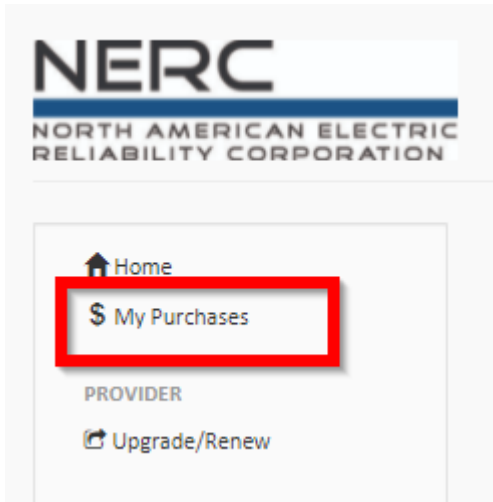 NERC
NORTH AMERICAN ELECTRIC
RELIABILITY CORPORATION
Home
$ My Purchases
PROVIDER
Upgrade/Renew